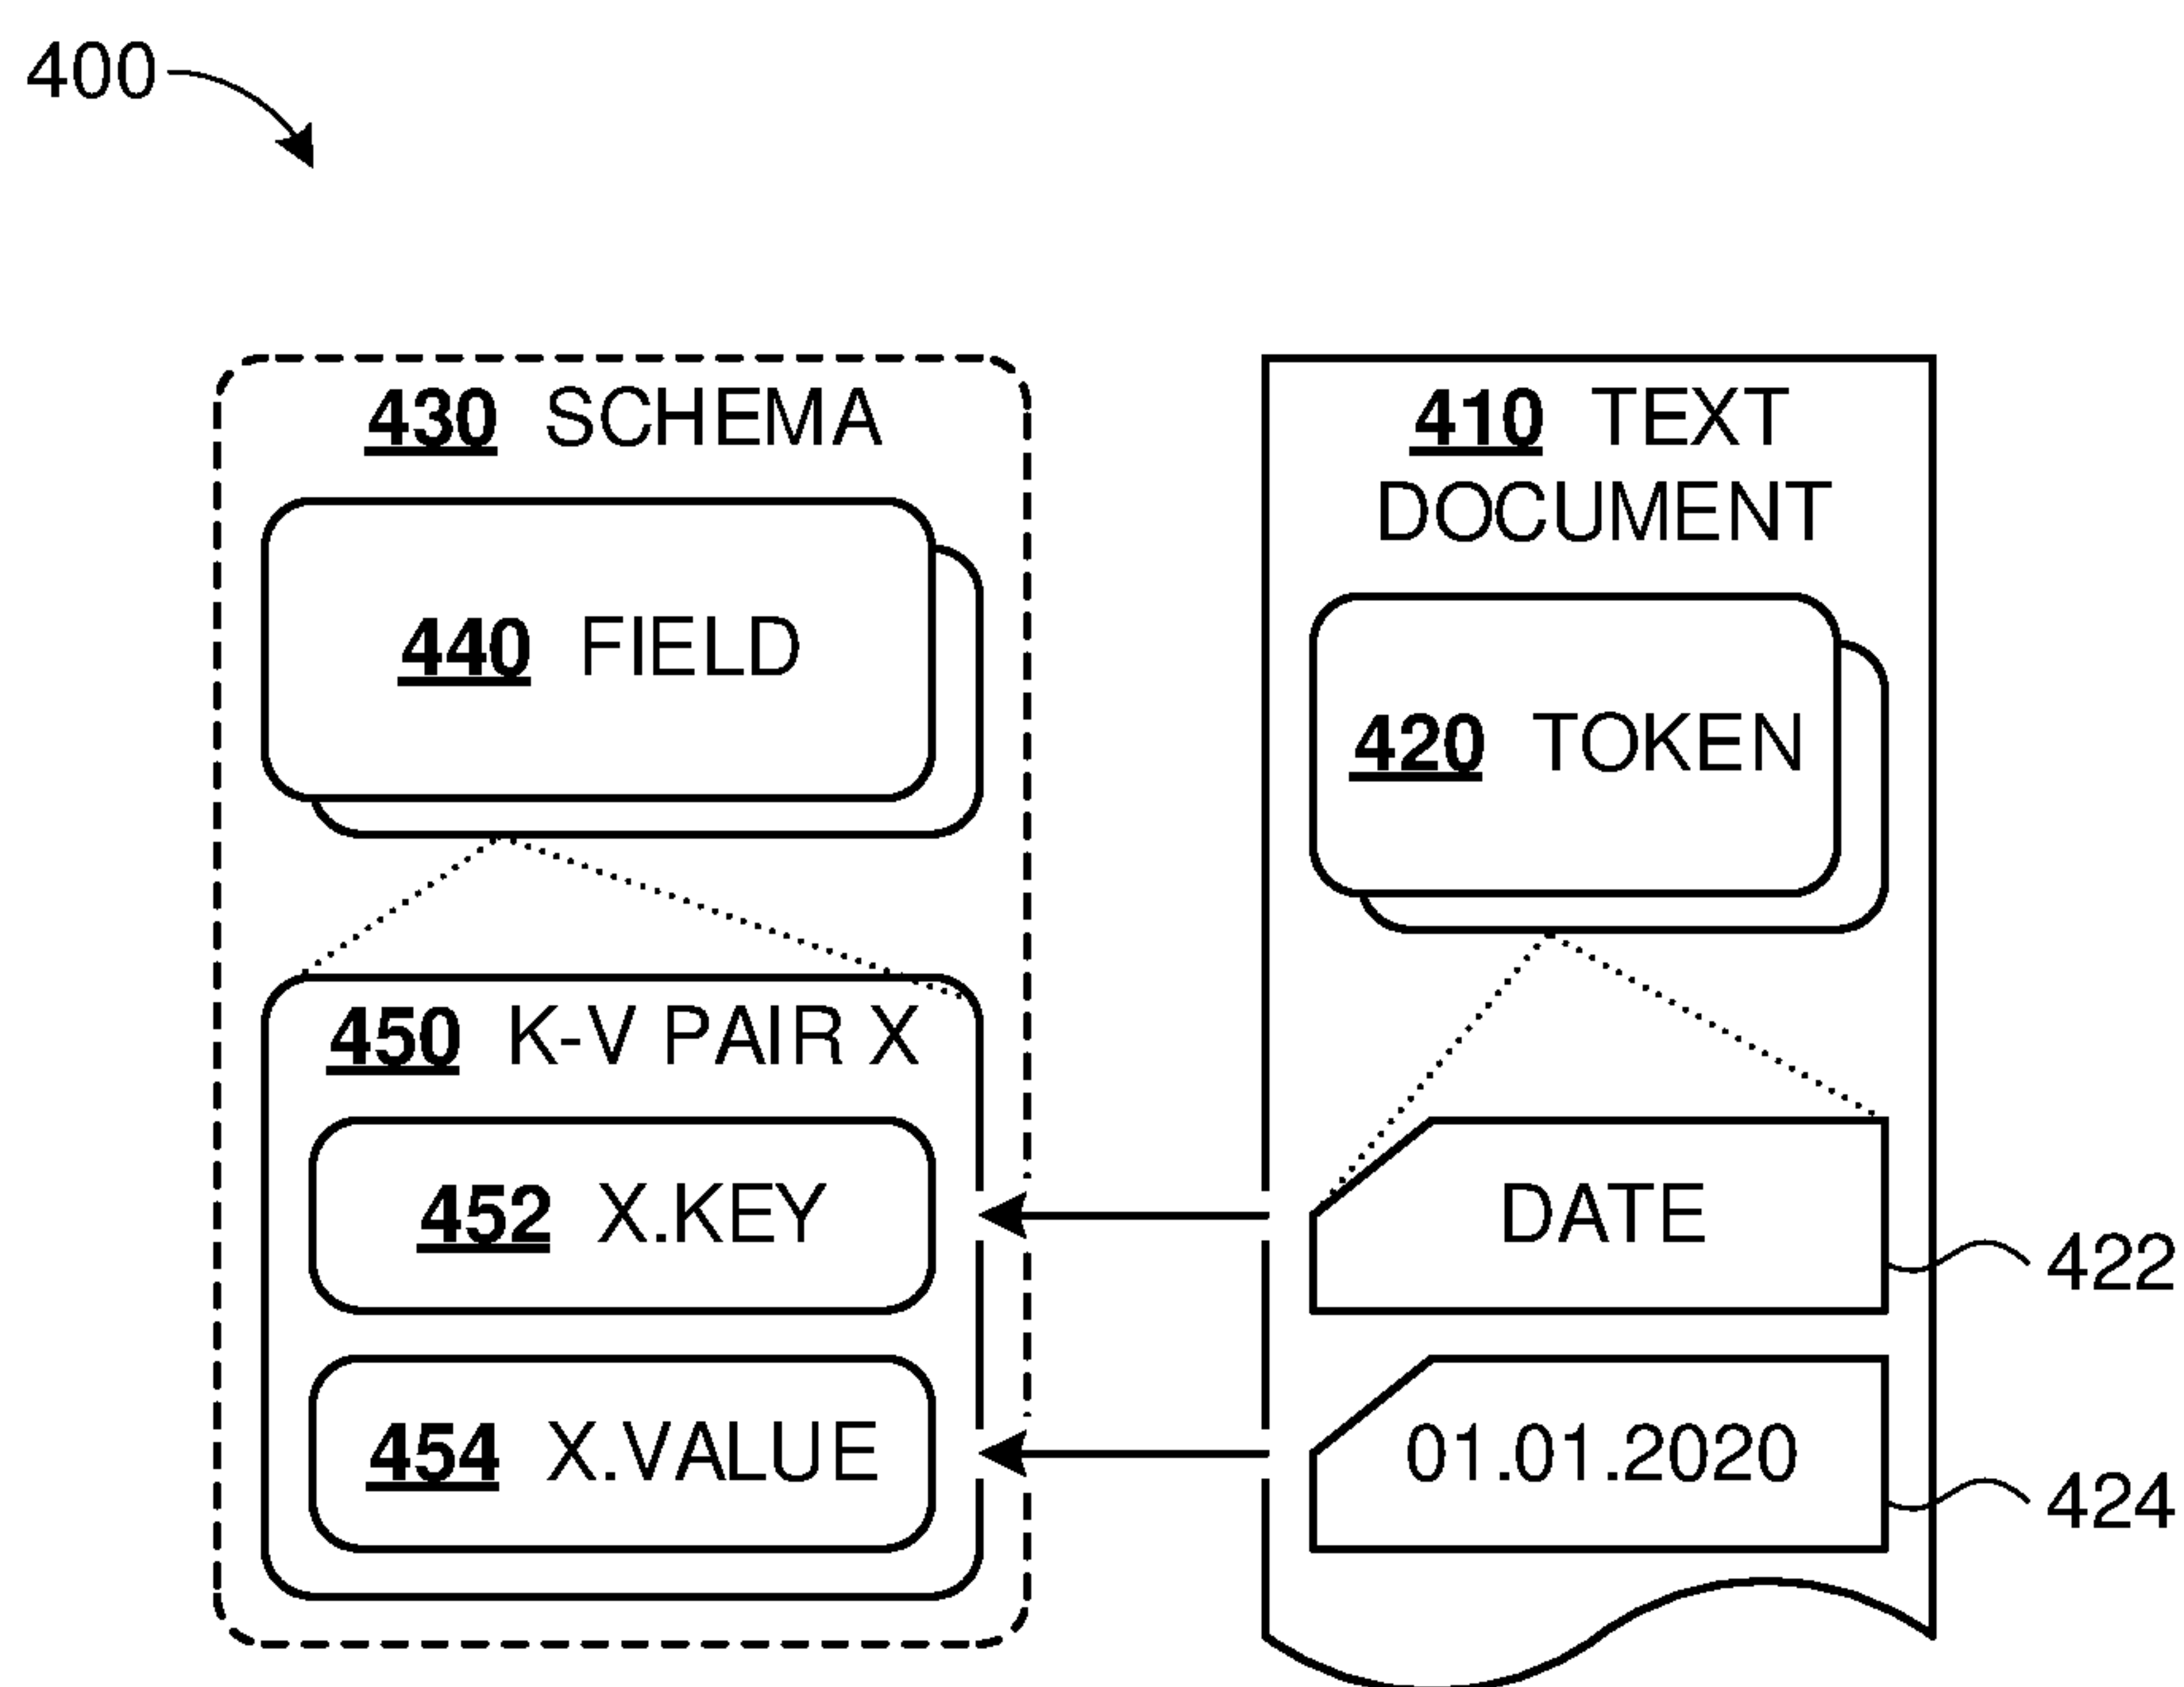 400
430 SCHEMA
440 FIELD
450 K-V PAIR X
452 X.KEY
454 X.VALUE
410 TEXT
DOCUMENT
420 TOKEN
DATE
422
01.01.2020
424